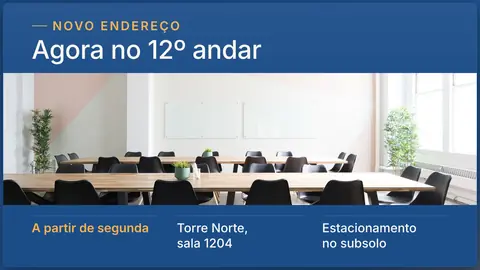 NOVO ENDEREÇO
Agora no 12º andar
A partir de segunda
Torre Norte,
sala 1204
Estacionamento
no subsolo